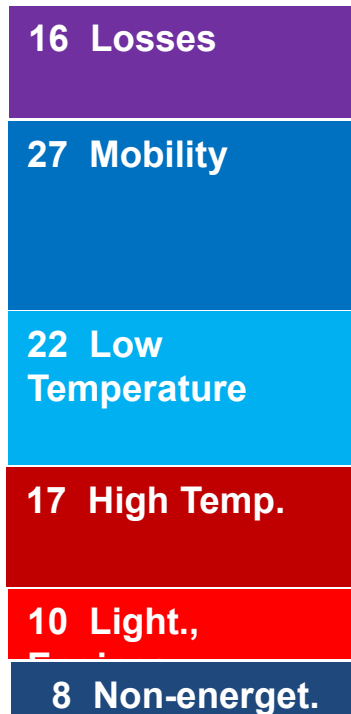 16 Losses
27 Mobility
22 Low
Temperature
17 High Temp.
10 Light.,
8 Non-energet.